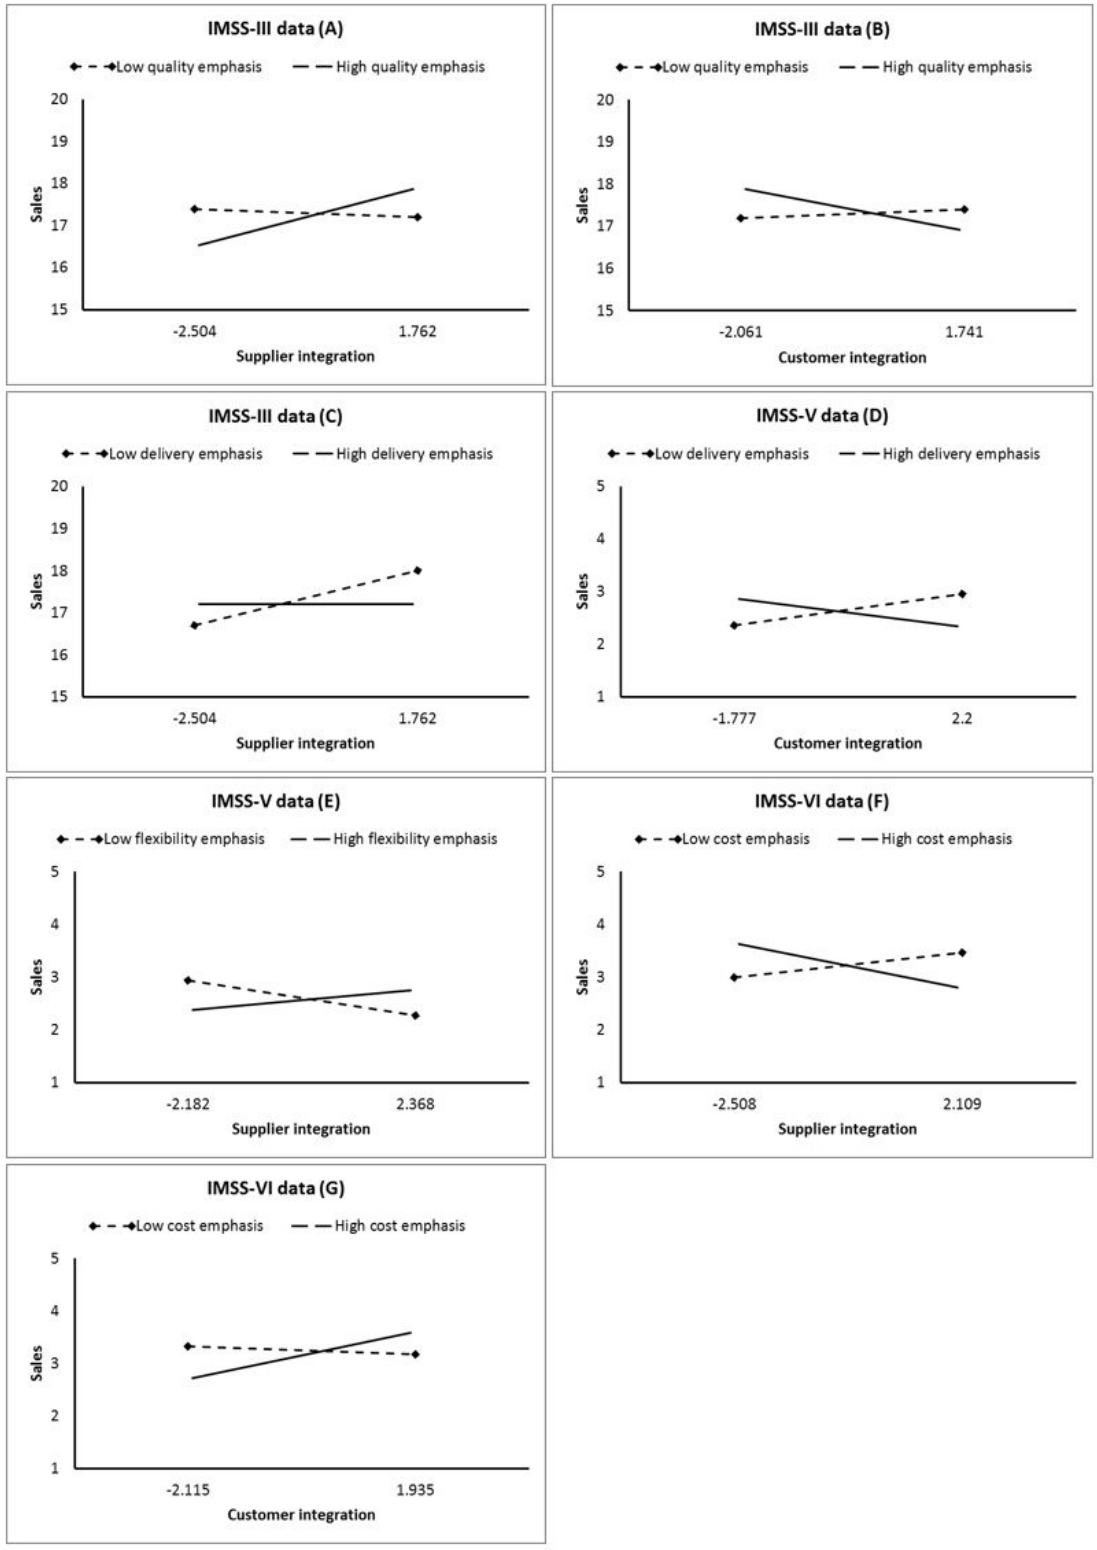 IMSS-III data (A)
Low quality emphasis High quality emphasis
20
19
18
17
16
15
Sales
-2.504 1.762
Supplier integration
IMSS-III data (B)
Low quality emphasis High quality emphasis
20
19
18
17
16
15
Sales
-2.061 1.741
Customer integration
IMSS-III data (C)
Low delivery emphasis High delivery emphasis
20
19
18
17
16
15
Sales
-2.504 1.762
Supplier integration
IMSS-V data (D)
Low delivery emphasis High delivery emphasis
5
4
3
2
1
Sales
-1.777 2.2
Customer integration
IMSS-V data (E)
Low flexibility emphasis High flexibility emphasis
5
4
3
2
1
Sales
-2.182 2.368
Supplier integration
IMSS-VI data (F)
Low cost emphasis High cost emphasis
5
4
3
2
1
Sales
-2.508 2.109
Supplier integration
IMSS-VI data (G)
Low cost emphasis High cost emphasis
5
4
3
2
1
Sales
-2.115 1.935
Customer integration